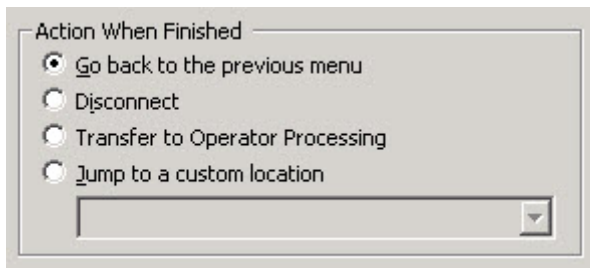 Action When Finished
Go back to the previous menu
Disconnect
Transfer to Operator Processing
Jump to a custom location